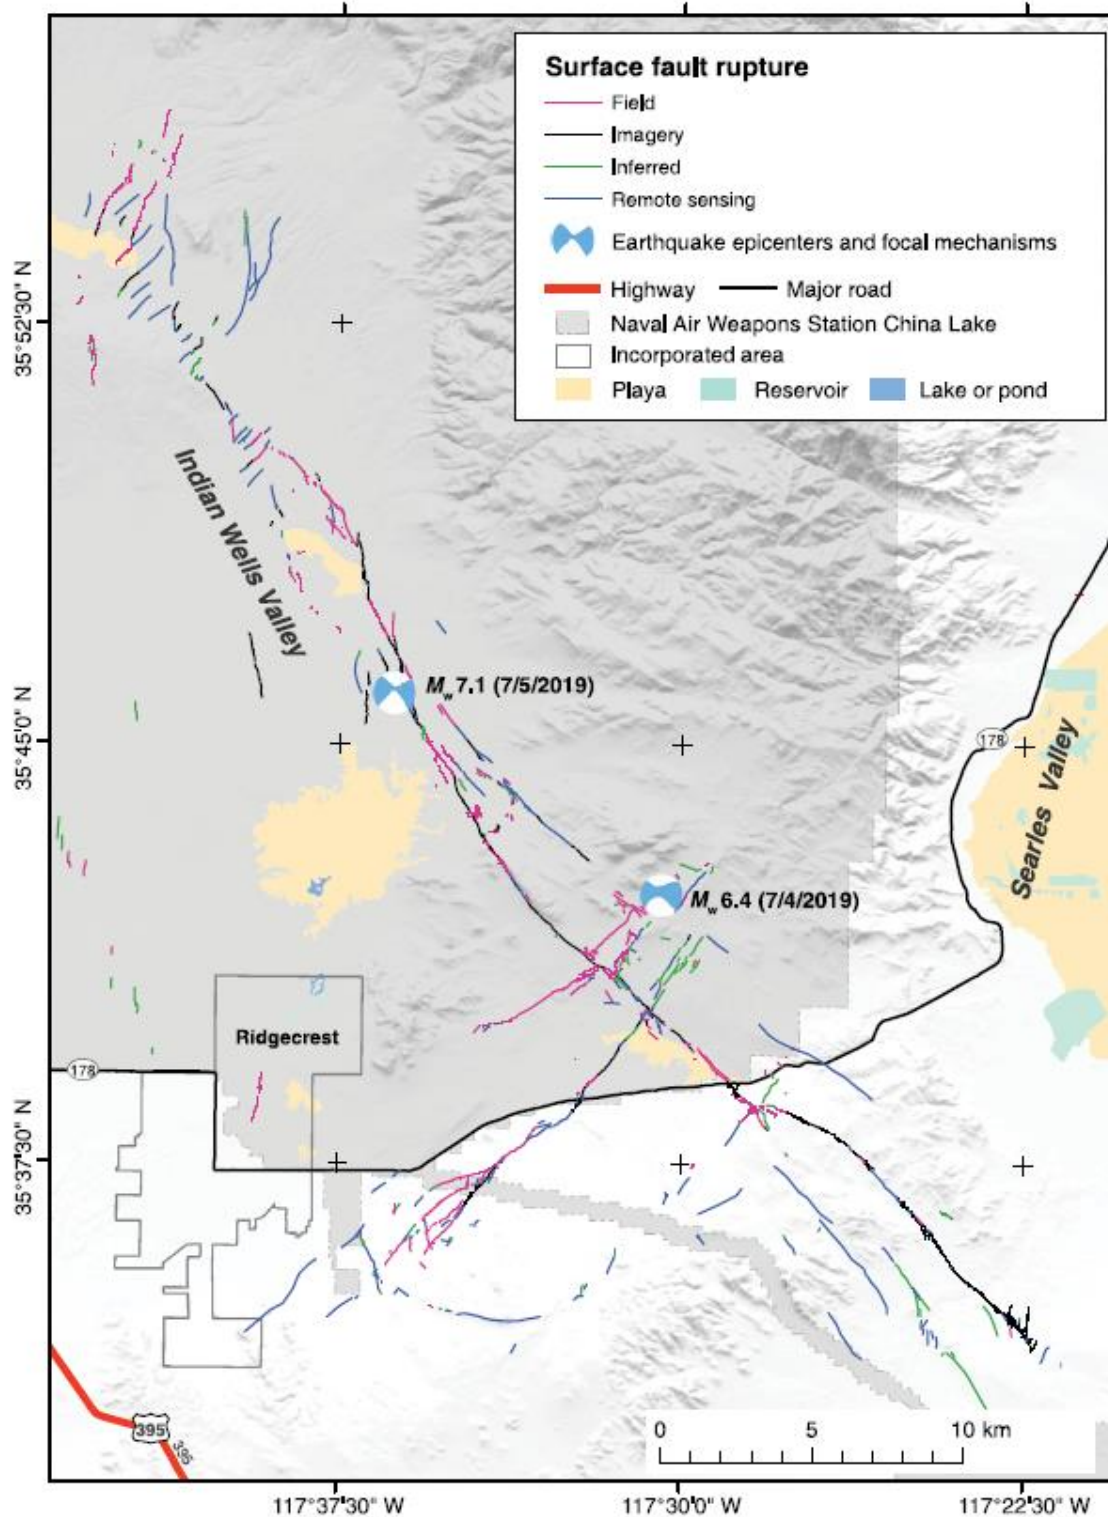 Surface fault rupture
Field
Imagery
Inferred
Remote sensing
Earthquake epicenters and focal mechanisms
Highway
Major road
Naval Air Weapons Station China Lake
Incorporated area
Playa
Reservoir
Lake or pond
35°52'30" N
Indian Wells Valley
Mw 7.1 (7/5/2019)
35°45'0" N
178
Searles Valley
Mw 6.4 (7/4/2019)
Ridgecrest
178
35°37'30" N
395
395
0 5 10 km
117°37'30" W
117°30'0" W
117°22'30" W